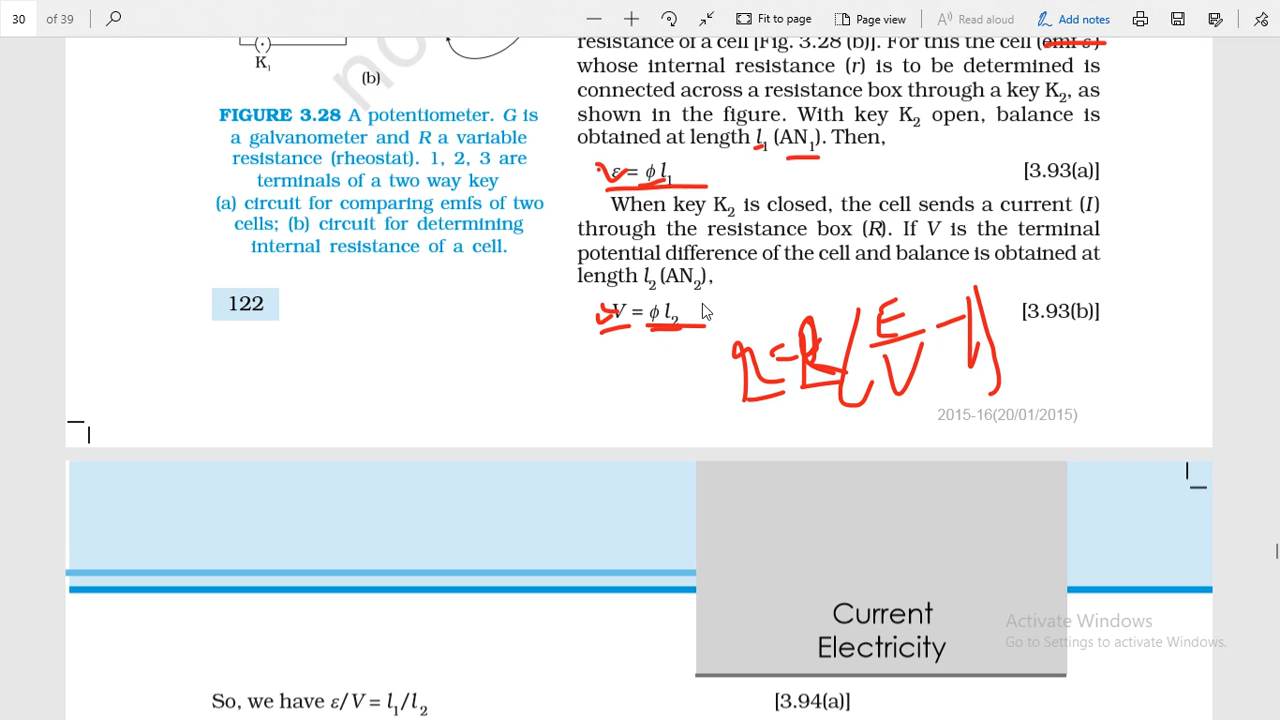 30 of 39
Fit to page
Page view
Read aloud
Add notes
K1
(b)
FIGURE 3.28 A potentiometer. G is
a galvanometer and R a variable
resistance (rheostat). 1, 2, 3 are
terminals of a two way key
(a) circuit for comparing emfs of two
cells; (b) circuit for determining
internal resistance of a cell.
122
resistance of a cell [Fig. 3.28 (b)]. For this the cell (emf ε)
whose internal resistance (r) is to be determined is
connected across a resistance box through a key K2, as
shown in the figure. With key K2 open, balance is
obtained at length l1 (AN1). Then,
ε = ϕ l1 [3.93(a)]
When key K2 is closed, the cell sends a current (I)
through the resistance box (R). If V is the terminal
potential difference of the cell and balance is obtained at
length l2 (AN2),
V = ϕ l2 [3.93(b)]
r = R (E/V - 1)
2015-16(20/01/2015)
Current
Electricity
Activate Windows
Go to Settings to activate Windows.
So, we have ε/V = l1/l2 [3.94(a)]